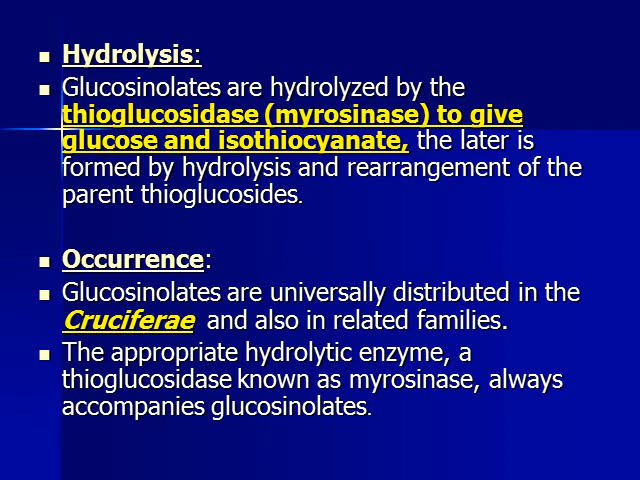 Hydrolysis:
Glucosinolates are hydrolyzed by the
thioglucosidase (myrosinase) to give
glucose and isothiocyanate, the later is
formed by hydrolysis and rearrangement of the
parent thioglucosides.
Occurrence:
Glucosinolates are universally distributed in the
Cruciferae and also in related families.
The appropriate hydrolytic enzyme, a
thioglucosidase known as myrosinase, always
accompanies glucosinolates.